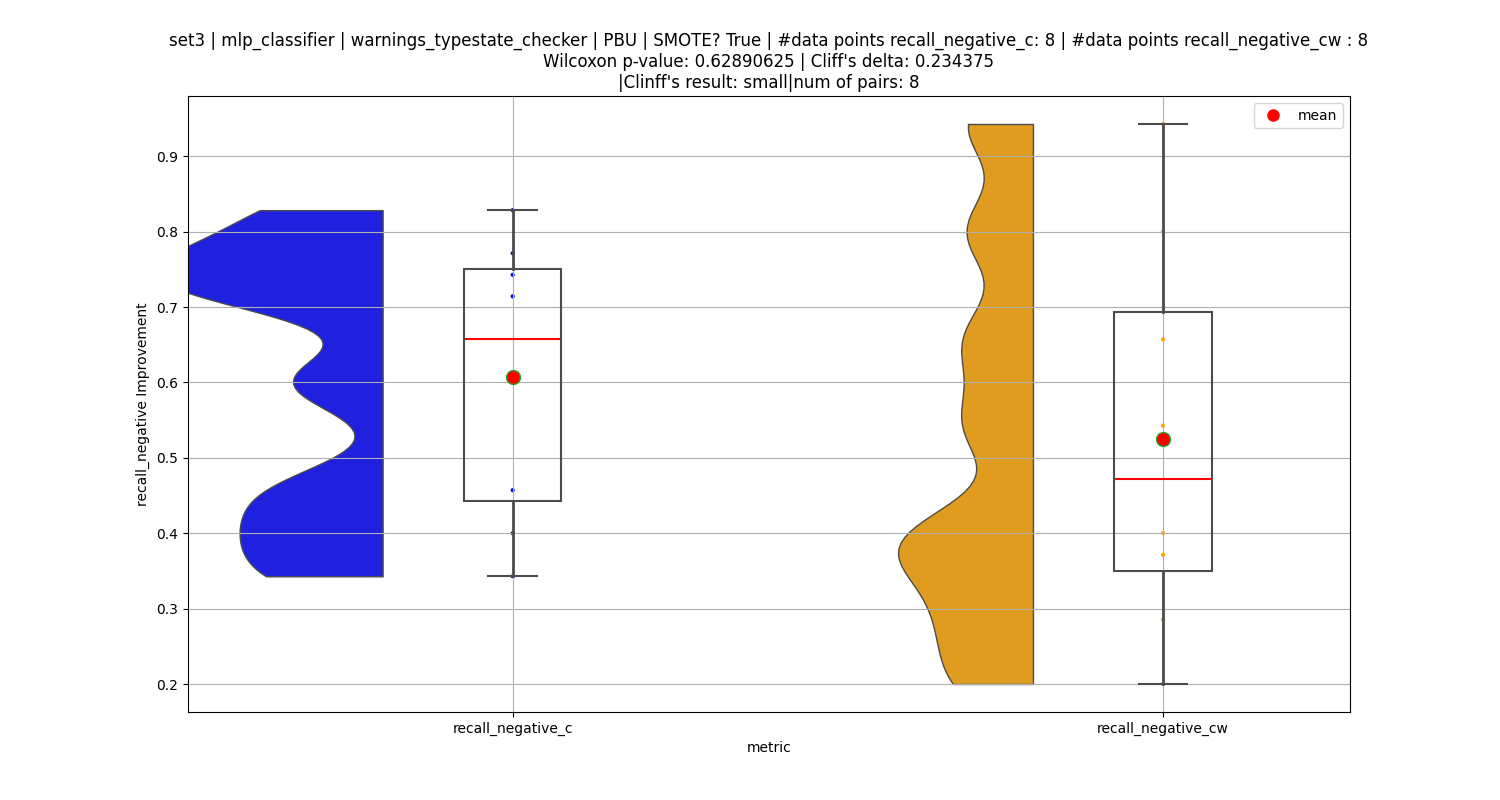 set3 | mlp_classifier | warnings_typestate_checker | PBU | SMOTE? True | #data points recall_negative_c: 8 | #data points recall_negative_cw : 8
Wilcoxon p-value: 0.62890625 | Cliff's delta: 0.234375
|Clinff's result: small|num of pairs: 8
mean
0.9
0.8
0.7
0.6
0.5
0.4
0.3
0.2
recall_negative Improvement
recall_negative_c
recall_negative_cw
metric